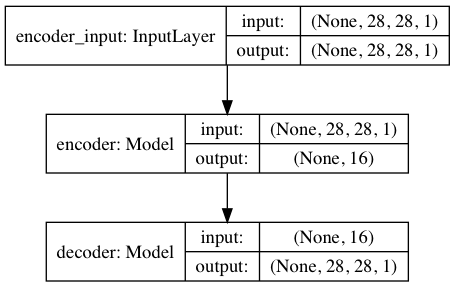 encoder_input: InputLayer
input: (None, 28, 28, 1)
output: (None, 28, 28, 1)
encoder: Model
input: (None, 28, 28, 1)
output: (None, 16)
decoder: Model
input: (None, 16)
output: (None, 28, 28, 1)